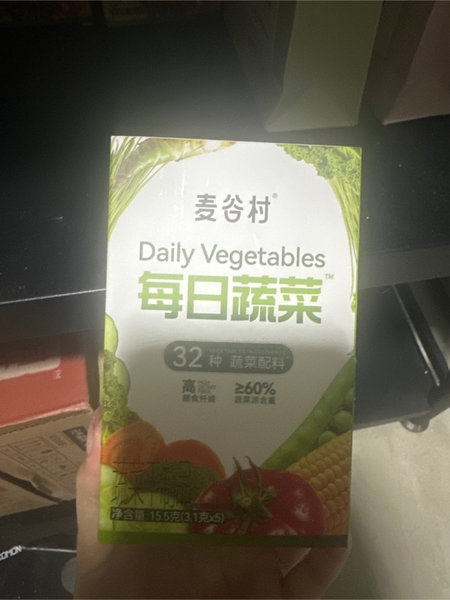 麦谷村®
Daily Vegetables
每日蔬菜™
32种 蔬菜配料
高 ≥60%
膳食纤维 蔬菜添含量
净含量: 15.5克(3.1克x5)